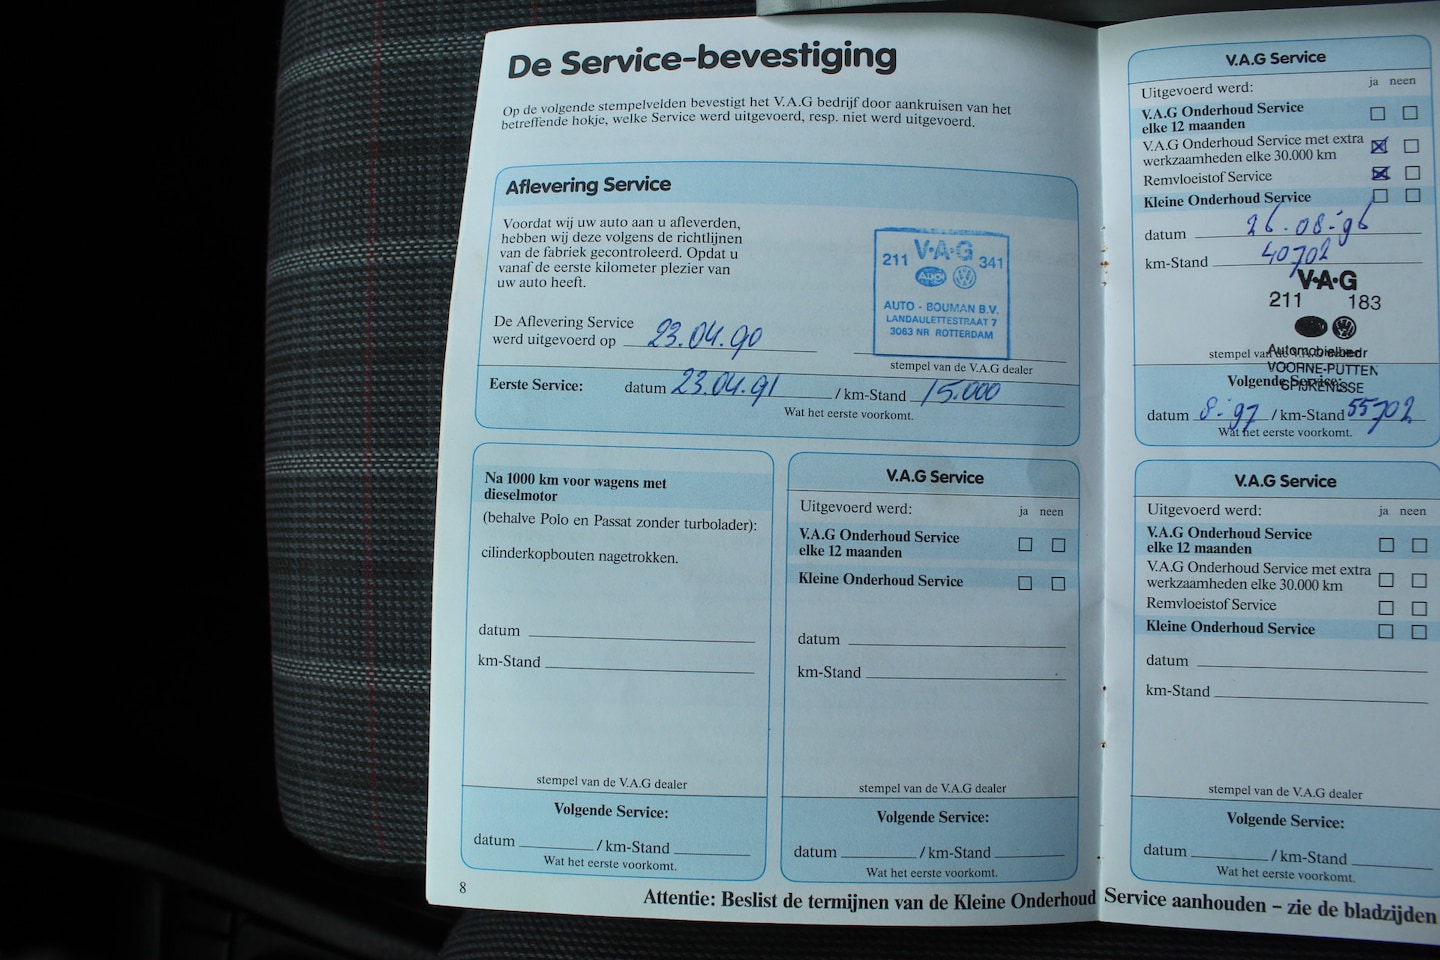 De Service-bevestiging
Op de volgende stempelvelden bevestigt het V.A.G bedrijf door aankruisen van het
betreffende hokje, welke Service werd uitgevoerd, resp. niet werd uitgevoerd.
Aflevering Service
Voordat wij uw auto aan u afleverden,
hebben wij deze volgens de richtlijnen
van de fabriek gecontroleerd. Opdat u
vanaf de eerste kilometer plezier van
uw auto heeft.
V·A·G
211 341
Audi
AUTO - BOUMAN B.V.
LANDAULETTESTRAAT 7
3063 NR ROTTERDAM
De Aflevering Service
werd uitgevoerd op 23.04.90
stempel van de V.A.G dealer
Eerste Service: datum 23.04.91 / km-Stand 15.000
Wat het eerste voorkomt.
Na 1000 km voor wagens met
dieselmotor
(behalve Polo en Passat zonder turbolader):
cilinderkopbouten nagetrokken.
datum
km-Stand
stempel van de V.A.G dealer
Volgende Service:
datum / km-Stand
Wat het eerste voorkomt.
V.A.G Service
Uitgevoerd werd: ja neen
V.A.G Onderhoud Service
elke 12 maanden
Kleine Onderhoud Service
datum
km-Stand
stempel van de V.A.G dealer
Volgende Service:
datum / km-Stand
Wat het eerste voorkomt.
8
V.A.G Service
Uitgevoerd werd: ja neen
V.A.G Onderhoud Service
elke 12 maanden
V.A.G Onderhoud Service met extra
werkzaamheden elke 30.000 km
Remvloeistof Service
Kleine Onderhoud Service
datum 26.08-96
km-Stand 40702
V·A·G
211 183
Automobielbedr
stempel van de V.A.G dealer
VOORNE-PUTTEN
Volgende Service:
SPIJKENISSE
datum 8-97 / km-Stand 55702
Wat het eerste voorkomt.
V.A.G Service
Uitgevoerd werd: ja neen
V.A.G Onderhoud Service
elke 12 maanden
V.A.G Onderhoud Service met extra
werkzaamheden elke 30.000 km
Remvloeistof Service
Kleine Onderhoud Service
datum
km-Stand
stempel van de V.A.G dealer
Volgende Service:
datum / km-Stand
Wat het eerste voorkomt.
Attentie: Beslist de termijnen van de Kleine Onderhoud Service aanhouden – zie de bladzijden